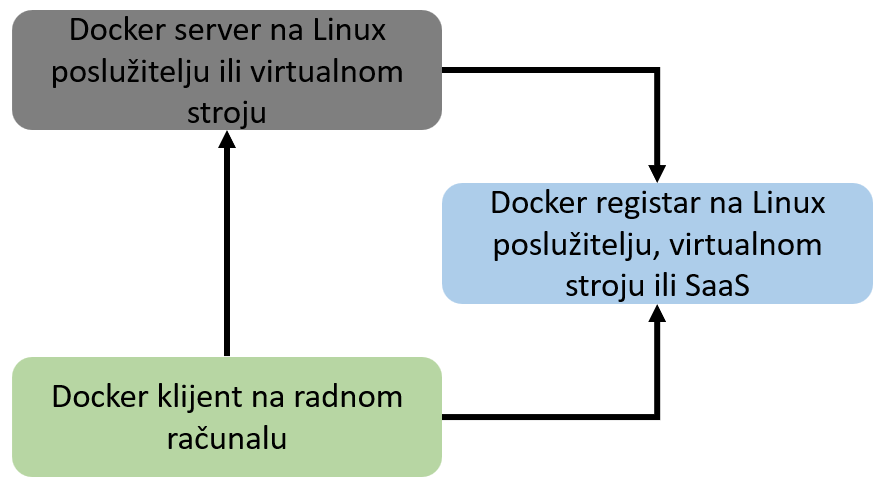 Docker server na Linux
poslužitelju ili virtualnom
stroju
Docker registar na Linux
poslužitelju, virtualnom
stroju ili SaaS
Docker klijent na radnom
računalu